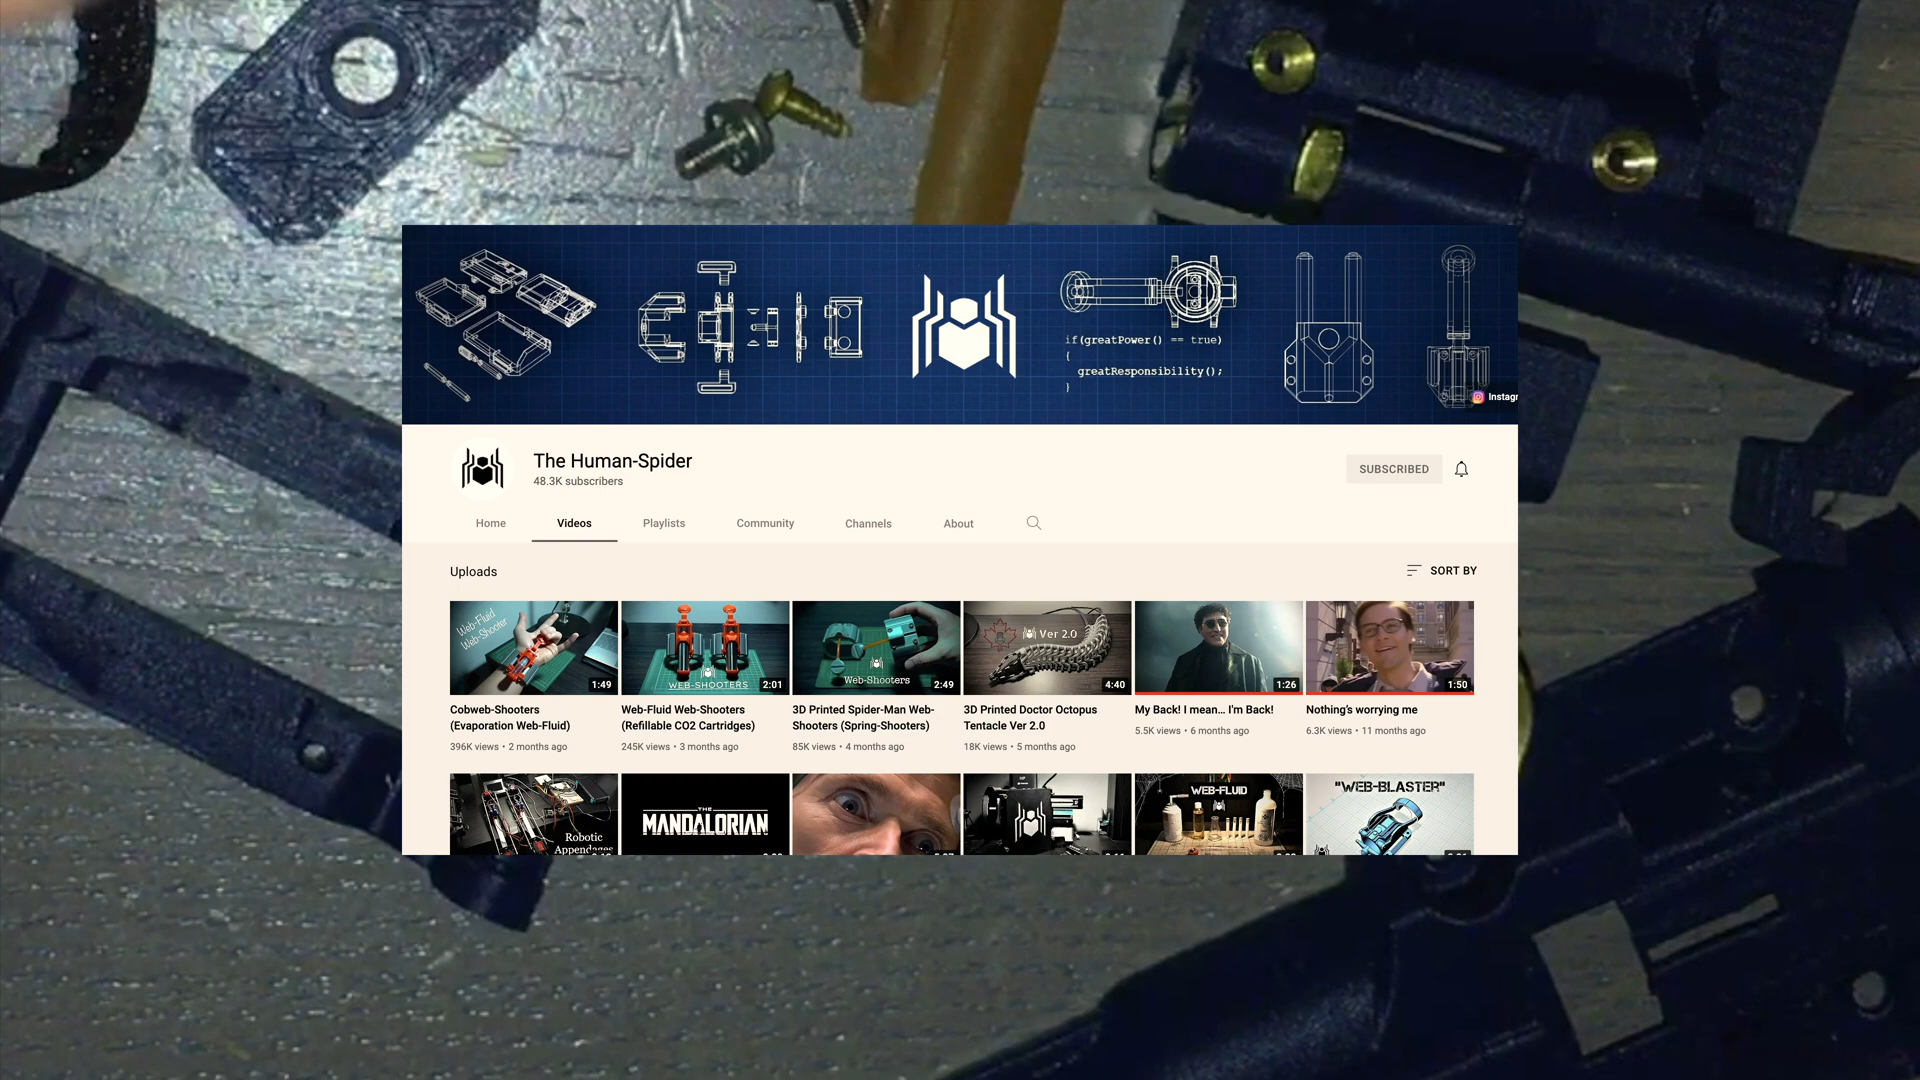 if(greatPower() == true)
{
greatResponsibility();
}
Instagr
The Human-Spider
48.3K subscribers
SUBSCRIBED
Home
Videos
Playlists
Community
Channels
About
Uploads
SORT BY
Web-Fluid
Web-Shooter
1:49
WEB-SHOOTERS
2:01
Web-Shooters
2:49
Ver 2.0
4:40
1:26
1:50
Cobweb-Shooters
(Evaporation Web-Fluid)
396K views • 2 months ago
Web-Fluid Web-Shooters
(Refillable CO2 Cartridges)
245K views • 3 months ago
3D Printed Spider-Man Web-
Shooters (Spring-Shooters)
85K views • 4 months ago
3D Printed Doctor Octopus
Tentacle Ver 2.0
18K views • 5 months ago
My Back! I mean... I'm Back!
5.5K views • 6 months ago
Nothing's worrying me
6.3K views • 11 months ago
Robotic
Appendages
THE
MANDALORIAN
WEB-FLUID
"WEB-BLASTER"